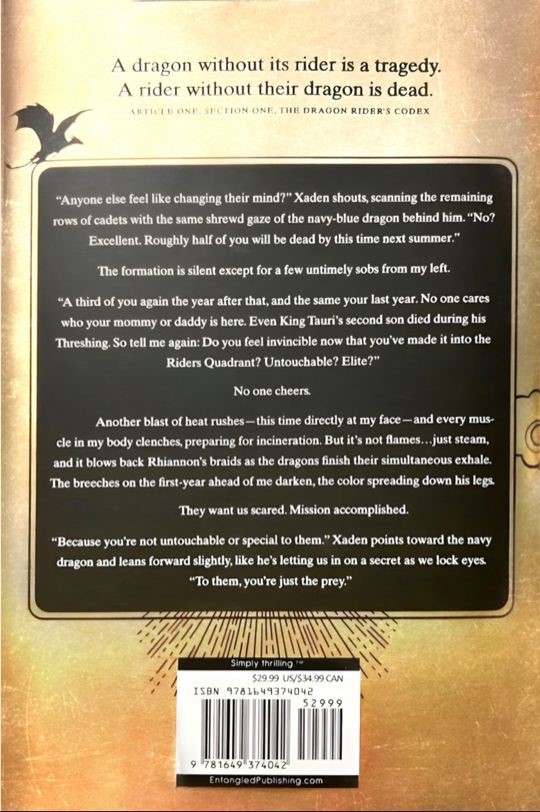 A dragon without its rider is a tragedy.
A rider without their dragon is dead.
ARTICLE ONE, SECTION ONE, THE DRAGON RIDER'S CODEX
“Anyone else feel like changing their mind?” Xaden shouts, scanning the remaining
rows of cadets with the same shrewd gaze of the navy-blue dragon behind him. “No?
Excellent. Roughly half of you will be dead by this time next summer.”
The formation is silent except for a few untimely sobs from my left.
“A third of you again the year after that, and the same your last year. No one cares
who your mommy or daddy is here. Even King Tauri’s second son died during his
Threshing. So tell me again: Do you feel invincible now that you’ve made it into the
Riders Quadrant? Untouchable? Elite?”
No one cheers.
Another blast of heat rushes—this time directly at my face—and every mus-
cle in my body clenches, preparing for incineration. But it’s not flames…just steam,
and it blows back Rhiannon’s braids as the dragons finish their simultaneous exhale.
The breeches on the first-year ahead of me darken, the color spreading down his legs.
They want us scared. Mission accomplished.
“Because you’re not untouchable or special to them.” Xaden points toward the navy
dragon and leans forward slightly, like he’s letting us in on a secret as we lock eyes.
“To them, you’re just the prey.”
Simply thrilling ™
$29.99 US/$34.99 CAN
ISBN 9781649374042
52999
9 781649 374042
EntangledPublishing.com